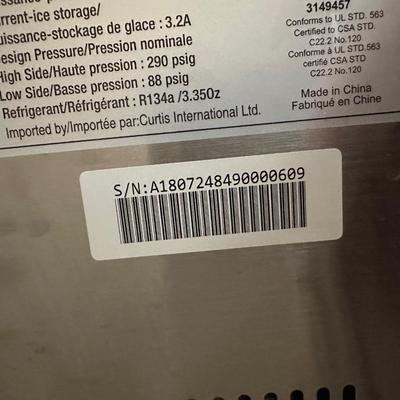 rrent-ice storage/
uissance-stockage de glace : 3.2A
esign Pressure/Pression nominale
High Side/Haute pression : 290 psig
Low Side/Basse pression : 88 psig
Refrigerant/Réfrigérant : R134a /3.35Oz
Imported by/Importée par:Curtis International Ltd.
3149457
Conforms to UL STD. 563
Certified to CSA STD.
C22.2 No.120
Conforme à UL STD.563
certifié CSA STD
C22.2 No.120
Made in China
Fabriqué en Chine
S/N:A1807248490000609